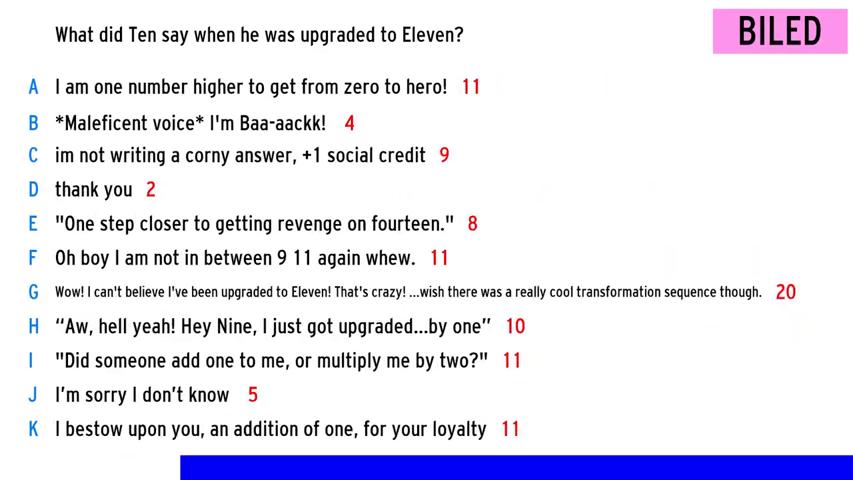 What did Ten say when he was upgraded to Eleven?
BILED
A I am one number higher to get from zero to hero! 11
B *Maleficent voice* I'm Baa-aackk! 4
C im not writing a corny answer, +1 social credit 9
D thank you 2
E "One step closer to getting revenge on fourteen." 8
F Oh boy I am not in between 9 11 again whew. 11
G Wow! I can't believe I've been upgraded to Eleven! That's crazy! ...wish there was a really cool transformation sequence though. 20
H “Aw, hell yeah! Hey Nine, I just got upgraded...by one” 10
I "Did someone add one to me, or multiply me by two?" 11
J I’m sorry I don’t know 5
K I bestow upon you, an addition of one, for your loyalty 11